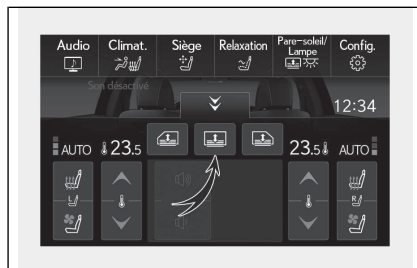 Audio Climat. Siège Relaxation Pare-soleil/ Config.
Lampe
Son désactivé
12:34
AUTO 23.5 23.5 AUTO
L R